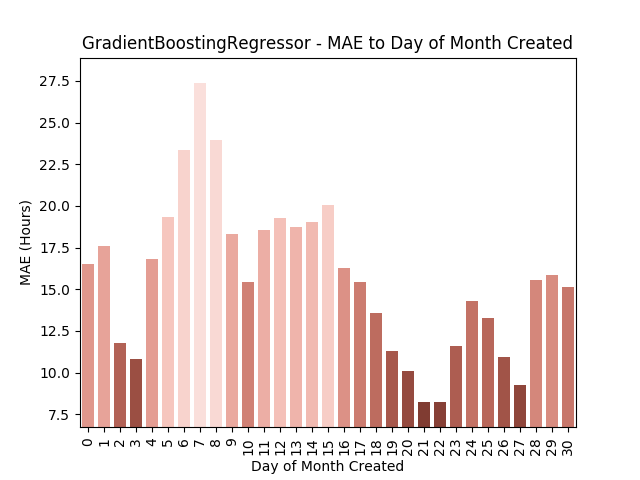 GradientBoostingRegressor - MAE to Day of Month Created
27.5
25.0
22.5
20.0
17.5
15.0
12.5
10.0
7.5
MAE (Hours)
0 1 2 3 4 5 6 7 8 9 10 11 12 13 14 15 16 17 18 19 20 21 22 23 24 25 26 27 28 29 30
Day of Month Created